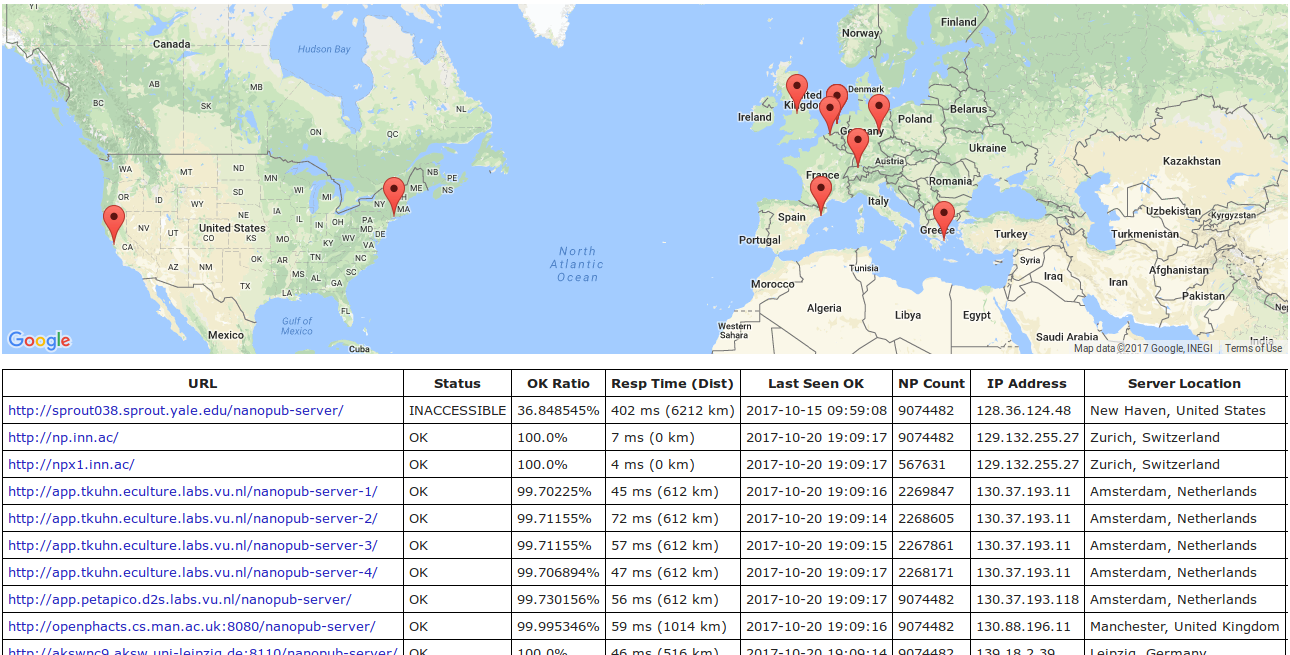 YT
Finland
Norway
Canada
Hudson Bay
AB
MB
BC
SK
NL
ON
QC
Denmark
United
Kingdom
Ireland
Belarus
Poland
Germany
Ukraine
Kazakhstan
Austria
France
Romania
WA
MT
ND
MN
NB
PE
ME
NS
OR
ID
SD
WI
MI
WY
NY
MA
NE
IA
PA
Italy
Uzbekistan
Kyrgyzstan
Spain
NV
UT
United States
IL
IN
OH
MD
DE
Greece
Turkey
Turkmenistan
CO
KS
MO
KY
WV
VA
Portugal
CA
North
Atlantic
Ocean
AZ
NM
OK
AR
TN
NC
Syria
Afghanistan
Tunisia
Iraq
Iran
MS
AL
GA
SC
TX
LA
Morocco
Pakistan
FL
Algeria
Libya
Egypt
Gulf of
Mexico
Western
Sahara
Mexico
Saudi Arabia
India
Cuba
Google
Map data ©2017 Google, INEGI Terms of Use
URL Status OK Ratio Resp Time (Dist) Last Seen OK NP Count IP Address Server Location
http://sprout038.sprout.yale.edu/nanopub-server/ INACCESSIBLE 36.848545% 402 ms (6212 km) 2017-10-15 09:59:08 9074482 128.36.124.48 New Haven, United States
http://np.inn.ac/ OK 100.0% 7 ms (0 km) 2017-10-20 19:09:17 9074482 129.132.255.27 Zurich, Switzerland
http://npx1.inn.ac/ OK 100.0% 4 ms (0 km) 2017-10-20 19:09:17 567631 129.132.255.27 Zurich, Switzerland
http://app.tkuhn.eculture.labs.vu.nl/nanopub-server-1/ OK 99.70225% 45 ms (612 km) 2017-10-20 19:09:16 2269847 130.37.193.11 Amsterdam, Netherlands
http://app.tkuhn.eculture.labs.vu.nl/nanopub-server-2/ OK 99.71155% 72 ms (612 km) 2017-10-20 19:09:14 2268605 130.37.193.11 Amsterdam, Netherlands
http://app.tkuhn.eculture.labs.vu.nl/nanopub-server-3/ OK 99.71155% 57 ms (612 km) 2017-10-20 19:09:15 2267861 130.37.193.11 Amsterdam, Netherlands
http://app.tkuhn.eculture.labs.vu.nl/nanopub-server-4/ OK 99.706894% 47 ms (612 km) 2017-10-20 19:09:17 2268171 130.37.193.11 Amsterdam, Netherlands
http://app.petapico.d2s.labs.vu.nl/nanopub-server/ OK 99.730156% 56 ms (612 km) 2017-10-20 19:09:17 9074482 130.37.193.118 Amsterdam, Netherlands
http://openphacts.cs.man.ac.uk:8080/nanopub-server/ OK 99.995346% 59 ms (1014 km) 2017-10-20 19:09:16 9074482 130.88.196.11 Manchester, United Kingdom
http://akswnc9.aksw.uni-leipzig.de:8110/nanopub-server/ OK 100.0% 46 ms (516 km) 2017-10-20 19:09:14 9074482 139.18.2.39 Leipzig, Germany